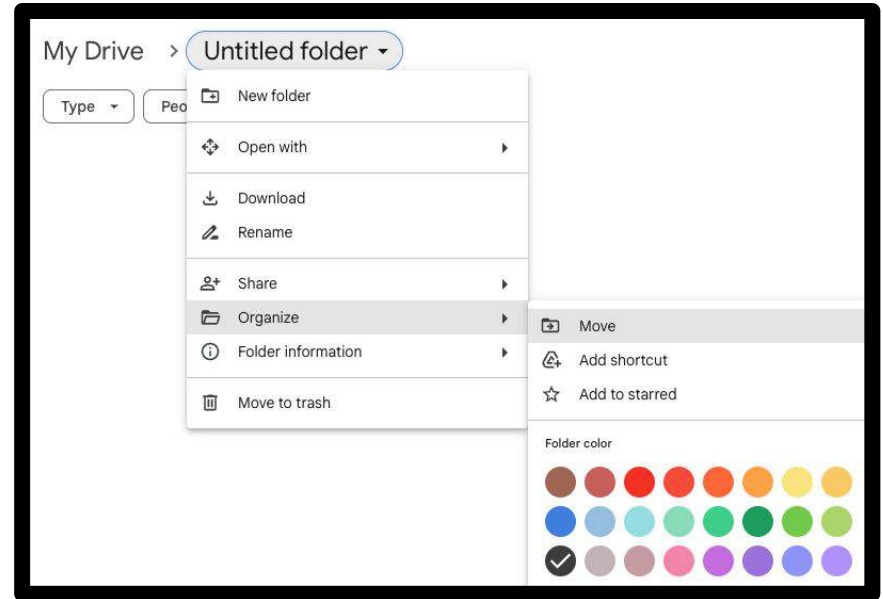 My Drive > Untitled folder
Type Peo
New folder
Open with
Download
Rename
Share
Organize
Folder information
Move to trash
Move
Add shortcut
Add to starred
Folder color